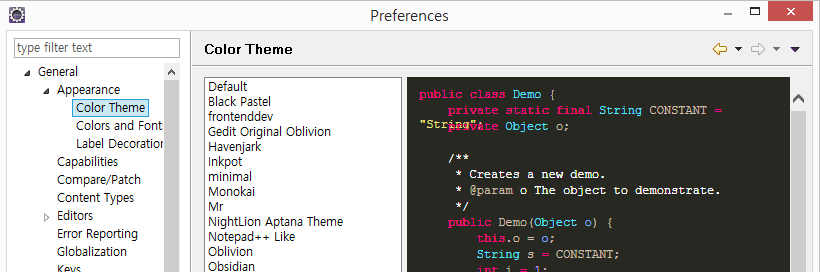 Preferences
type filter text
General
Appearance
Color Theme
Colors and Font
Label Decoration
Capabilities
Compare/Patch
Content Types
Editors
Error Reporting
Globalization
Keys
Color Theme
Default
Black Pastel
frontenddev
Gedit Original Oblivion
Havenjark
Inkpot
minimal
Monokai
Mr
NightLion Aptana Theme
Notepad++ Like
Oblivion
Obsidian
public class Demo {
private static final String CONSTANT =
"String";
private Object o;
/**
* Creates a new demo.
* @param o The object to demonstrate.
*/
public Demo(Object o) {
this.o = o;
String s = CONSTANT;
int i = 1;